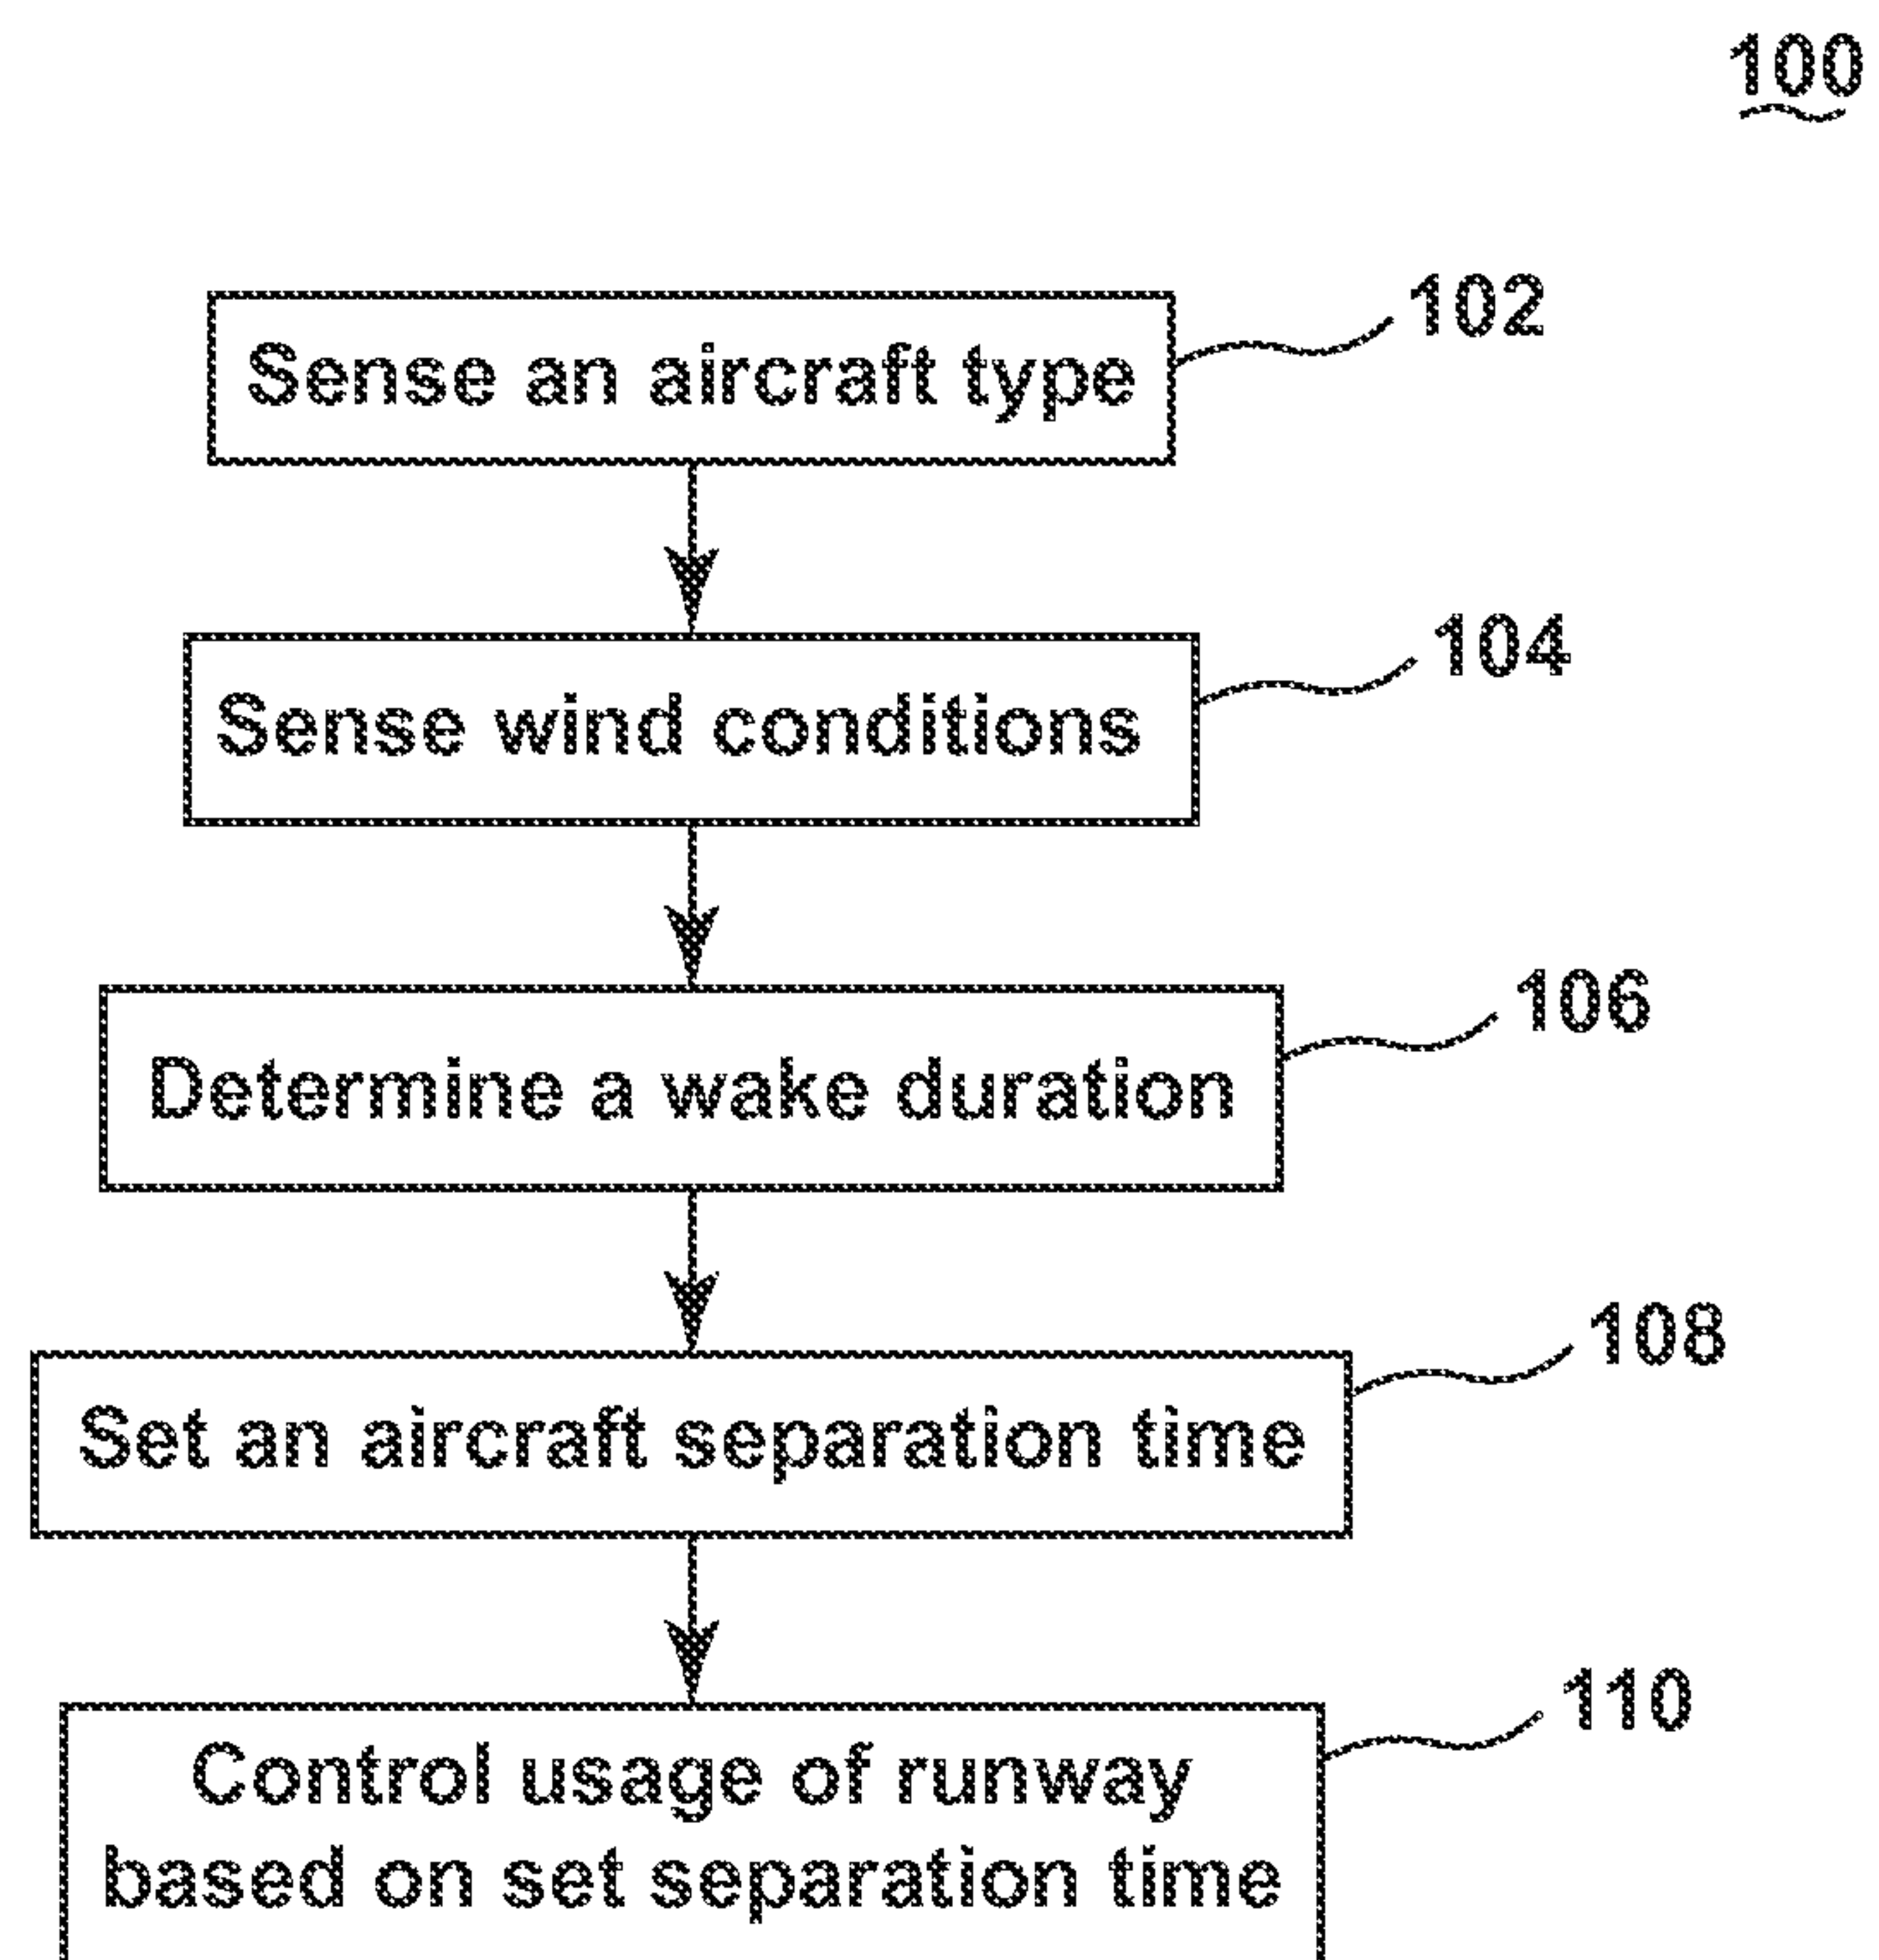 100
Sense an aircraft type
102
Sense wind conditions
104
Determine a wake duration
106
Set an aircraft separation time
108
Control usage of runway
based on set separation time
110